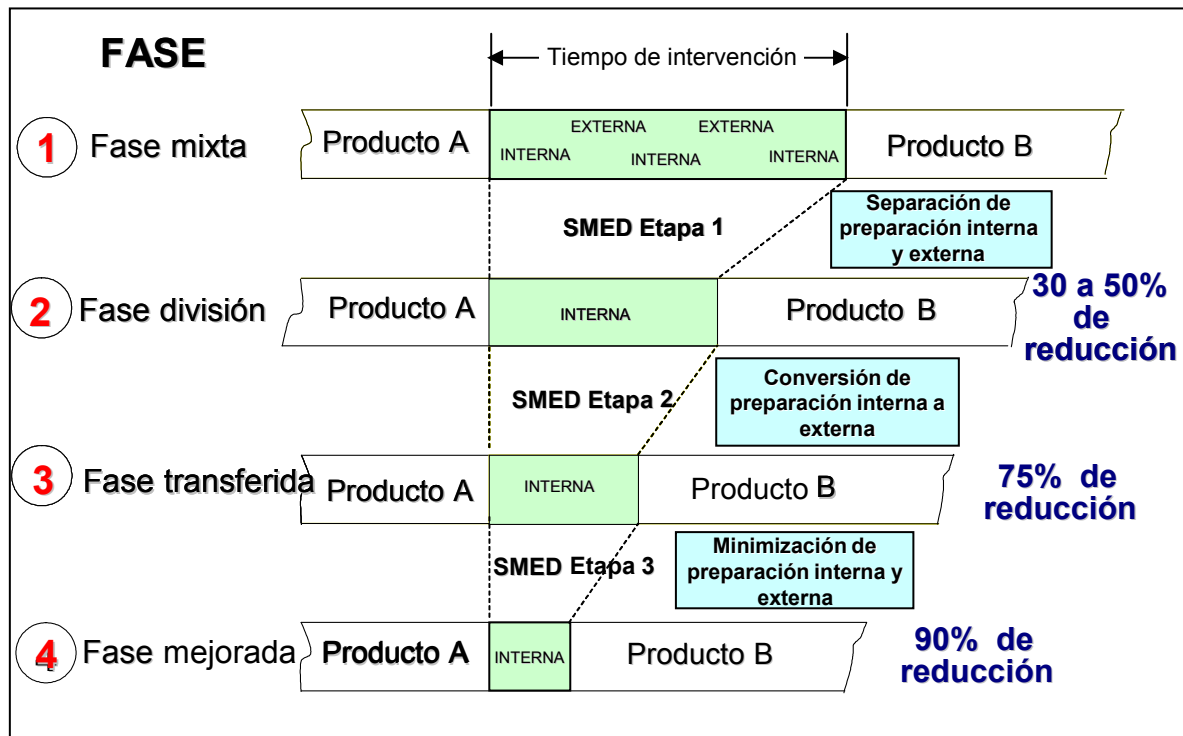 FASE
Tiempo de intervención
1 Fase mixta
Producto A
EXTERNA EXTERNA
INTERNA INTERNA INTERNA
Producto B
SMED Etapa 1
Separación de
preparación interna
y externa
2 Fase división
Producto A
INTERNA
Producto B
30 a 50%
de
reducción
SMED Etapa 2
Conversión de
preparación interna a
externa
3 Fase transferida
Producto A
INTERNA
Producto B
75% de
reducción
SMED Etapa 3
Minimización de
preparación interna y
externa
4 Fase mejorada
Producto A
INTERNA
Producto B
90% de
reducción